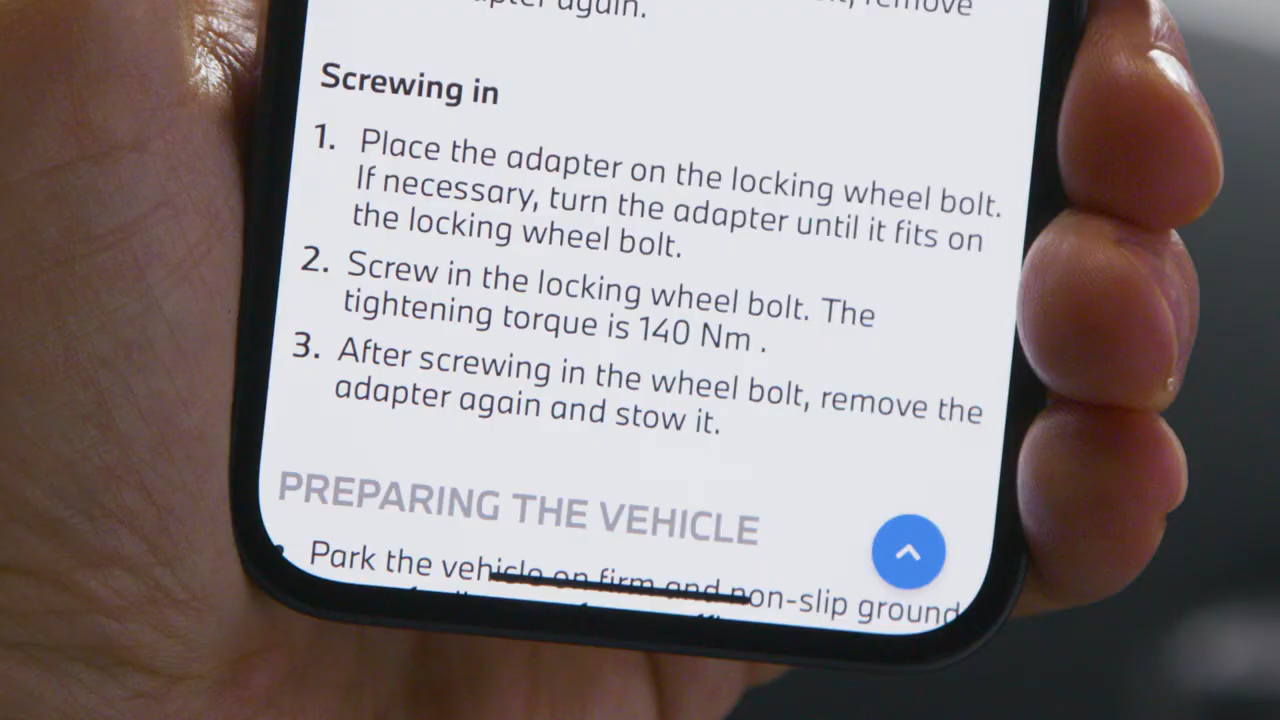 again.
remove
Screwing in
1. Place the adapter on the locking wheel bolt.
If necessary, turn the adapter until it fits on
the locking wheel bolt.
2. Screw in the locking wheel bolt. The
tightening torque is 140 Nm .
3. After screwing in the wheel bolt, remove the
adapter again and stow it.
PREPARING THE VEHICLE
Park the vehicle on firm and non-slip ground